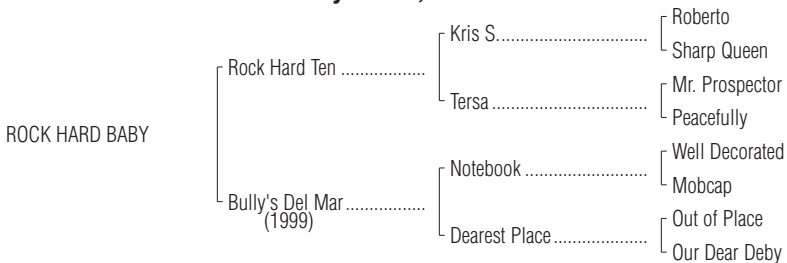 Roberto
Kris S.
Sharp Queen
Rock Hard Ten
Mr. Prospector
Tersa
Peacefully
ROCK HARD BABY
Well Decorated
Notebook
Mobcap
Bully's Del Mar
(1999)
Out of Place
Dearest Place
Our Dear Deby